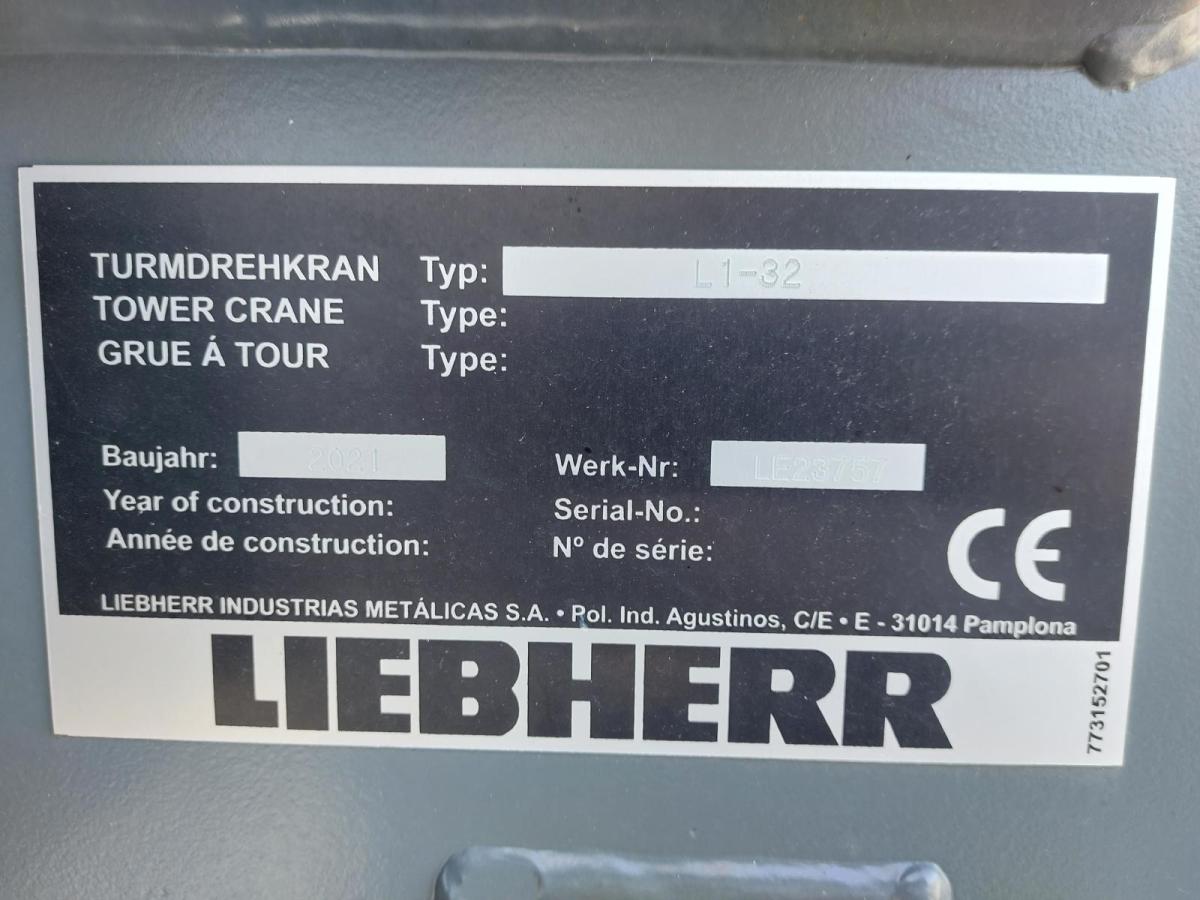 TURMDREHKRAN Typ: L1-32
TOWER CRANE Type:
GRUE Á TOUR Type:
Baujahr: 2021 Werk-Nr: LE23757
Year of construction: Serial-No.:
Année de construction: Nº de série:
CE
LIEBHERR INDUSTRIAS METÁLICAS S.A. • Pol. Ind. Agustinos, C/E • E - 31014 Pamplona
LIEBHERR
773152701